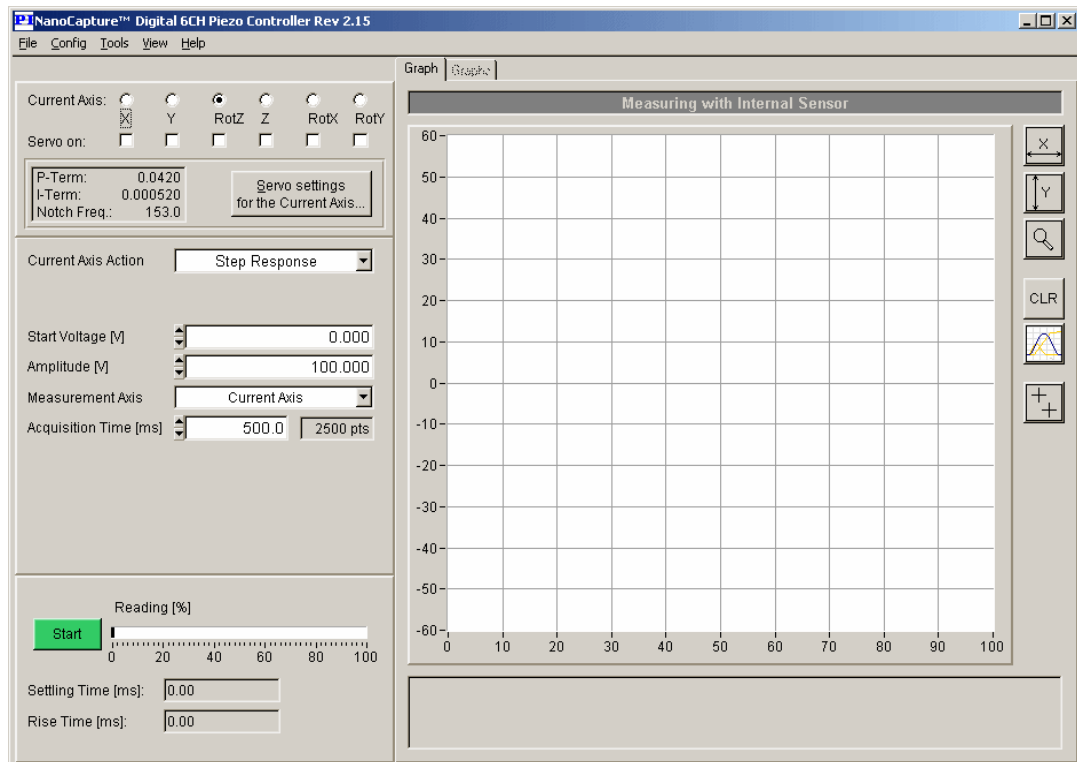 PI NanoCapture™ Digital 6CH Piezo Controller Rev 2.15
File Config Tools View Help
Graph Graphs
Current Axis:
X Y RotZ Z RotX RotY
Servo on:
P-Term: 0.0420
I-Term: 0.000520
Notch Freq.: 153.0
Servo settings
for the Current Axis...
Current Axis Action Step Response
Start Voltage [V] 0.000
Amplitude [V] 100.000
Measurement Axis Current Axis
Acquisition Time [ms] 500.0 2500 pts
Reading [%]
Start
0 20 40 60 80 100
Settling Time [ms]: 0.00
Rise Time [ms]: 0.00
Measuring with Internal Sensor
60
50
40
30
20
10
0
-10
-20
-30
-40
-50
-60
0 10 20 30 40 50 60 70 80 90 100
X
Y
CLR